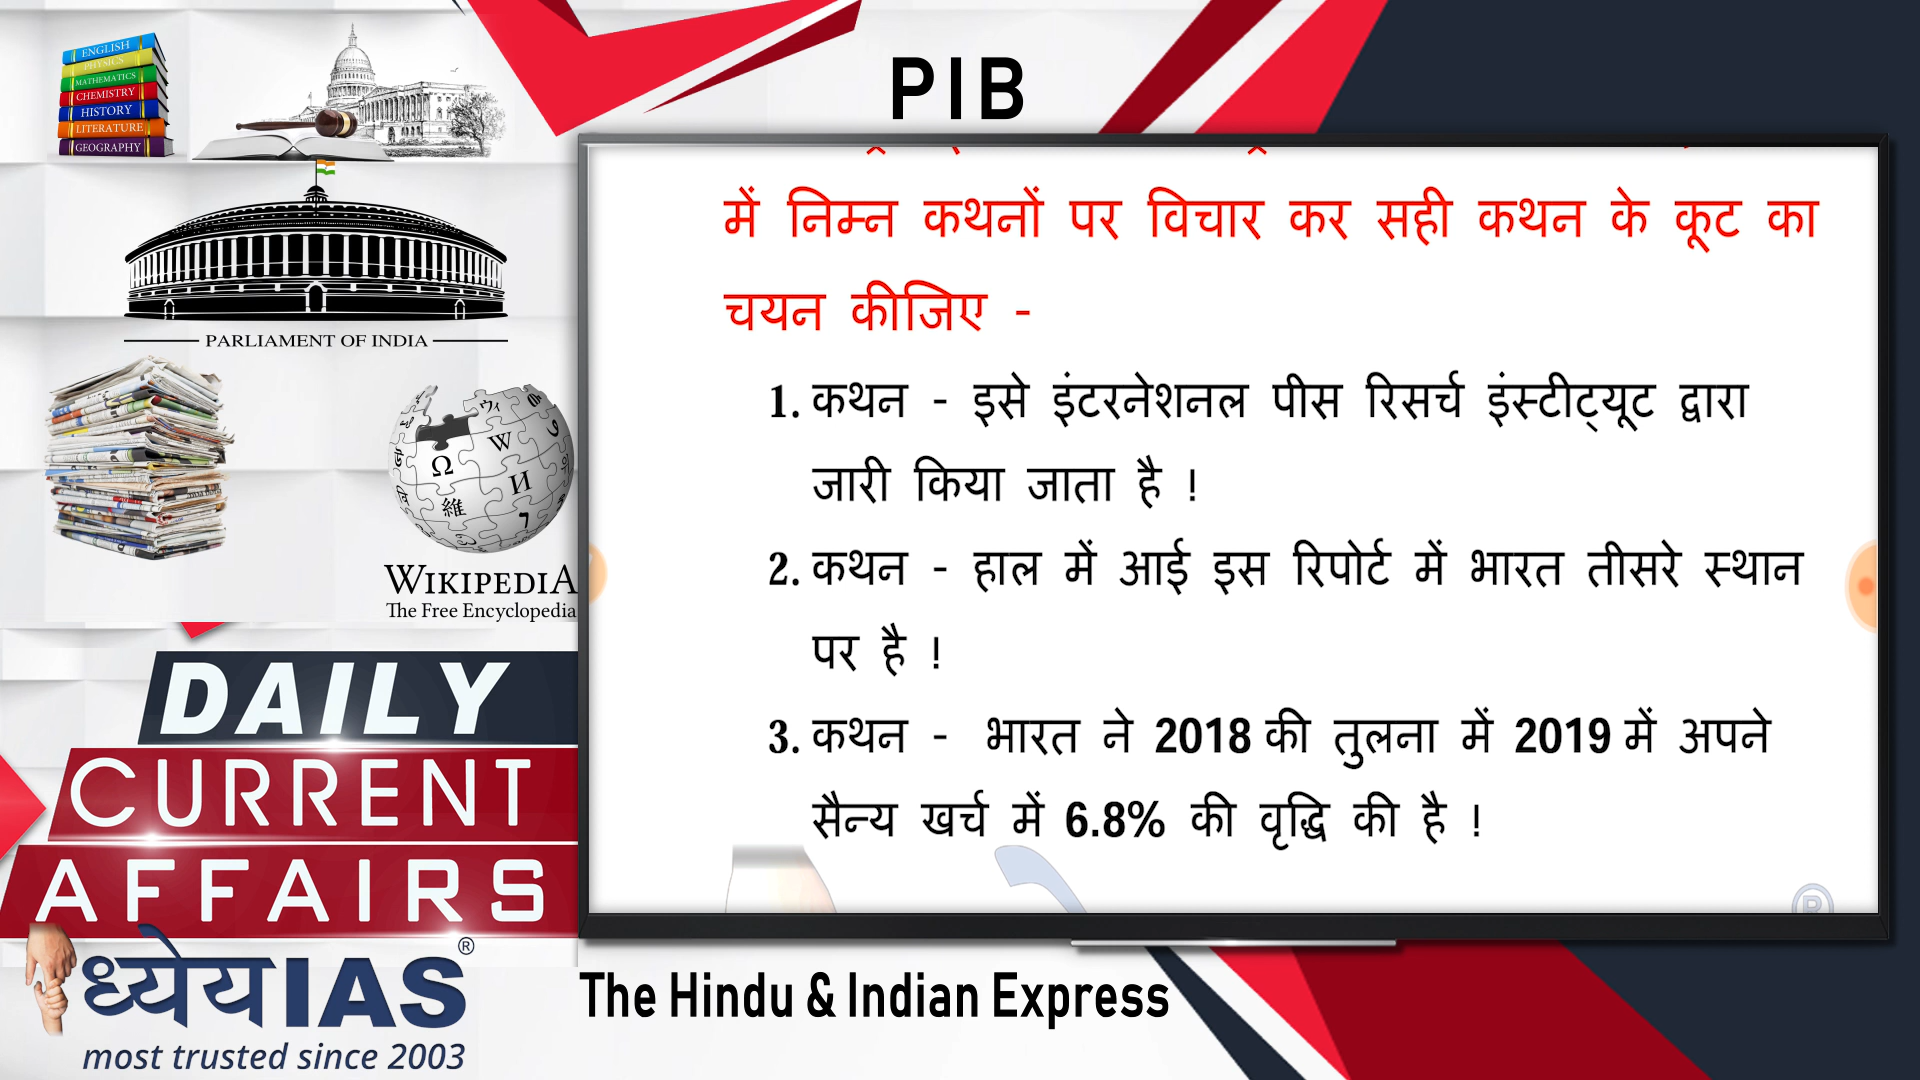 ENGLISH
PHYSICS
MATHEMATICS
CHEMISTRY
HISTORY
LITERATURE
GEOGRAPHY
PARLIAMENT OF INDIA
WIKIPEDIA
The Free Encyclopedia
DAILY
CURRENT
AFFAIRS
ध्येयIAS®
most trusted since 2003
PIB
में निम्न कथनों पर विचार कर सही कथन के कूट का
चयन कीजिए -
1. कथन - इसे इंटरनेशनल पीस रिसर्च इंस्टीट्यूट द्वारा
जारी किया जाता है !
2. कथन - हाल में आई इस रिपोर्ट में भारत तीसरे स्थान
पर है !
3. कथन - भारत ने 2018 की तुलना में 2019 में अपने
सैन्य खर्च में 6.8% की वृद्धि की है !
®
The Hindu & Indian Express